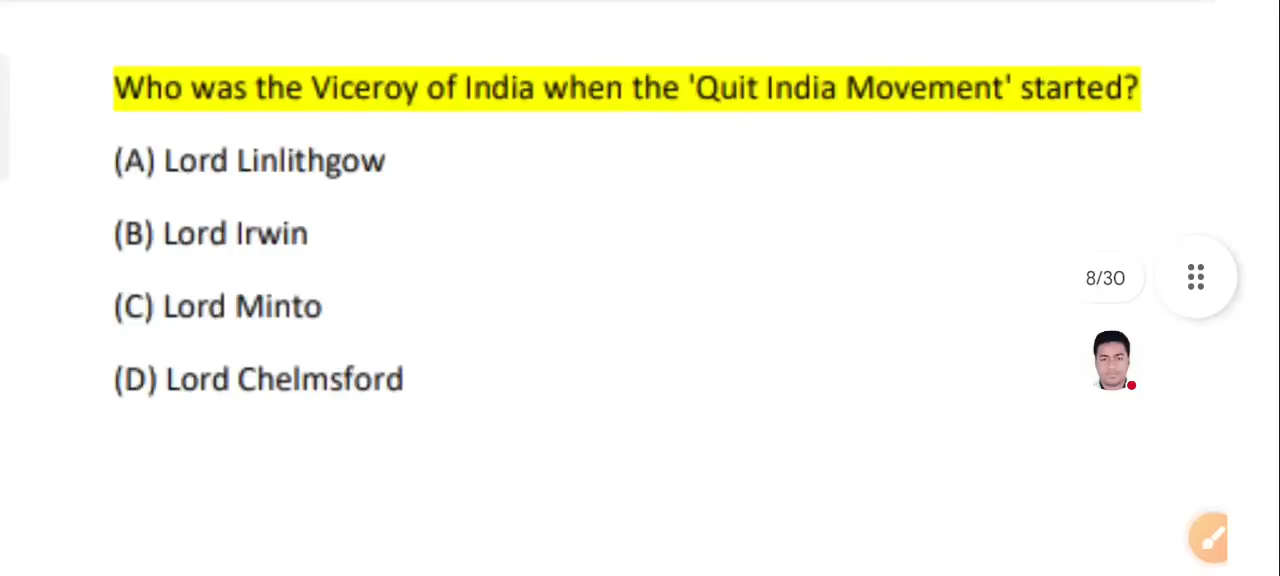 Who was the Viceroy of India when the 'Quit India Movement' started?
(A) Lord Linlithgow
(B) Lord Irwin
(C) Lord Minto
(D) Lord Chelmsford
8/30